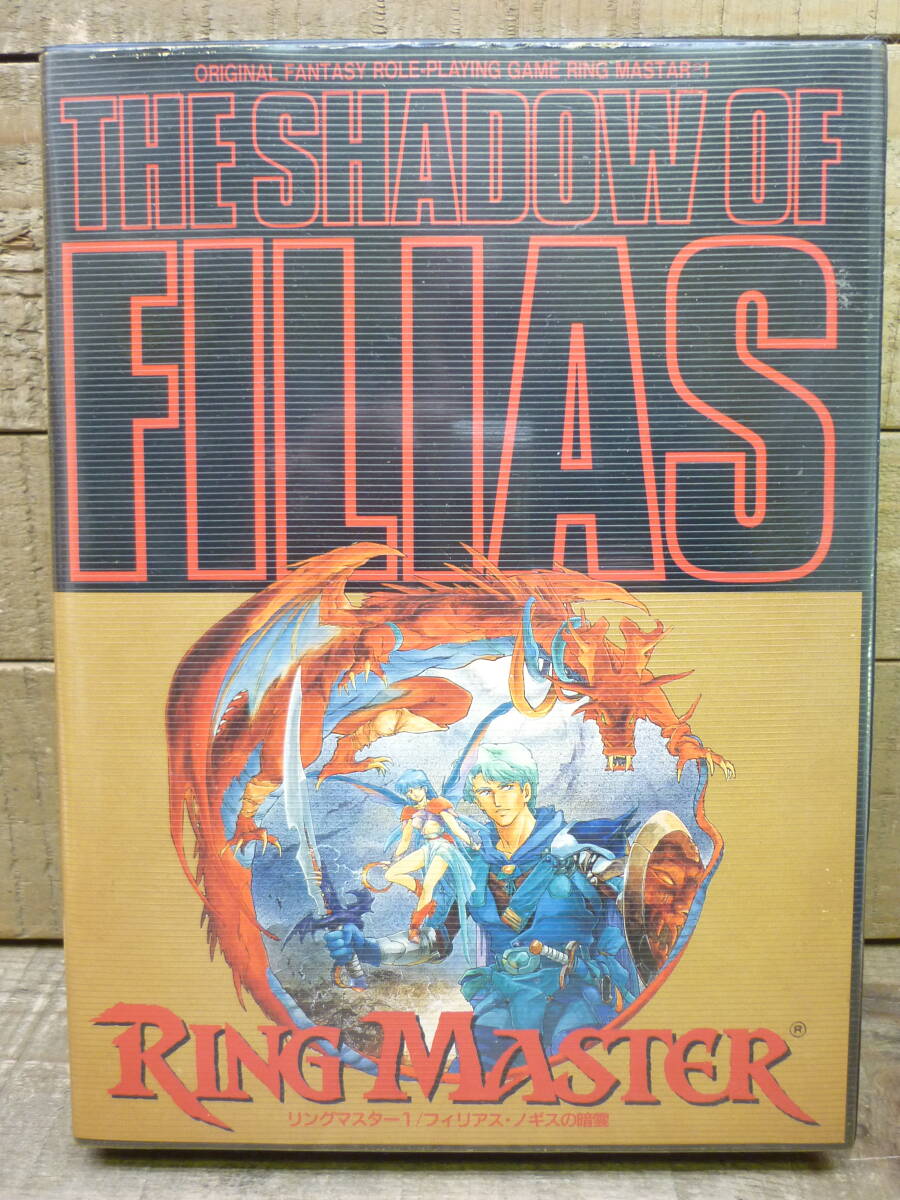 ORIGINAL FANTASY ROLE-PLAYING GAME RING MASTAR-1
THE SHADOW OF
FILIAS
RING MASTER ®
リングマスター1/フィリアス・ノギスの暗雲